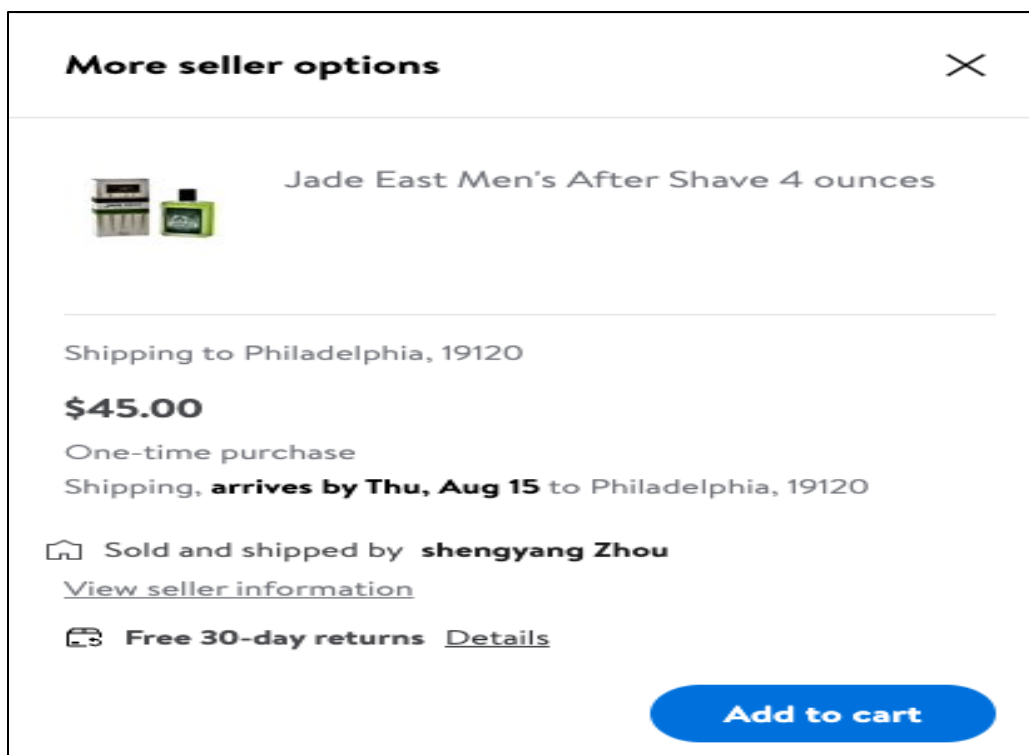 More seller options
Jade East Men's After Shave 4 ounces
Shipping to Philadelphia, 19120
$45.00
One-time purchase
Shipping, arrives by Thu, Aug 15 to Philadelphia, 19120
Sold and shipped by shengyang Zhou
View seller information
Free 30-day returns Details
Add to cart